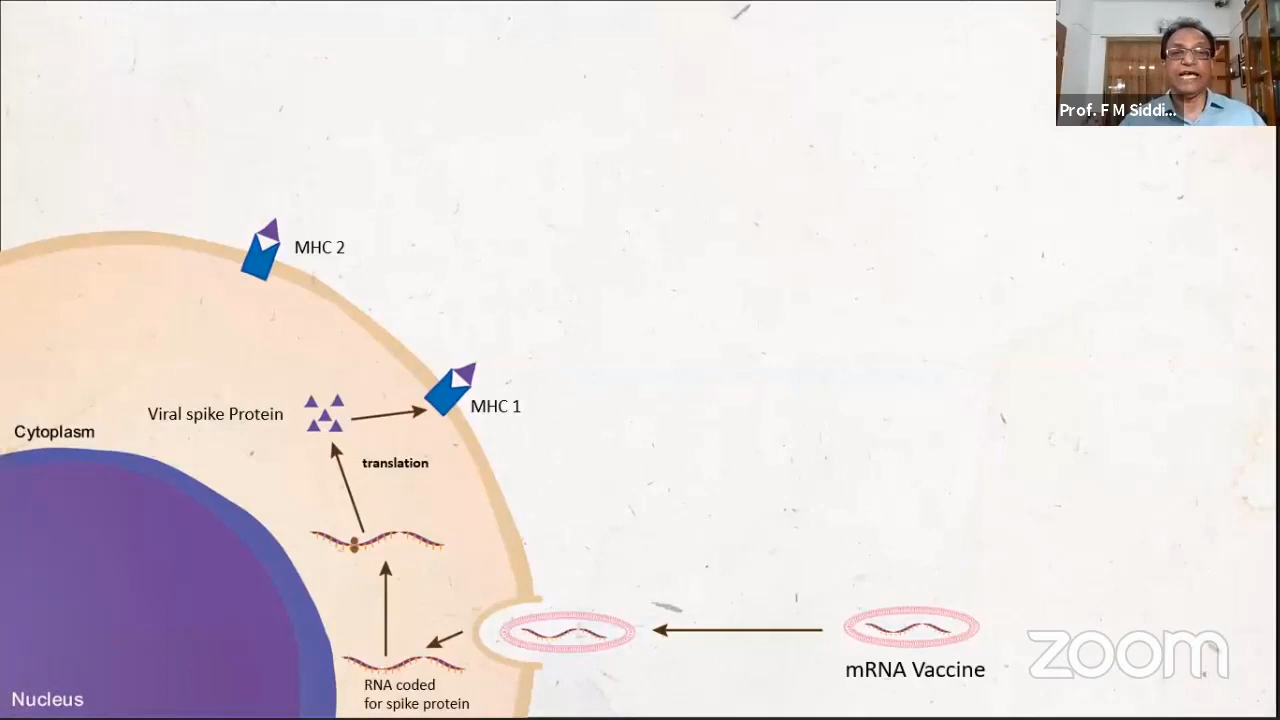 Prof. F M Siddi...
MHC 2
MHC 1
Viral spike Protein
Cytoplasm
translation
RNA coded
for spike protein
mRNA Vaccine
Nucleus
zoom